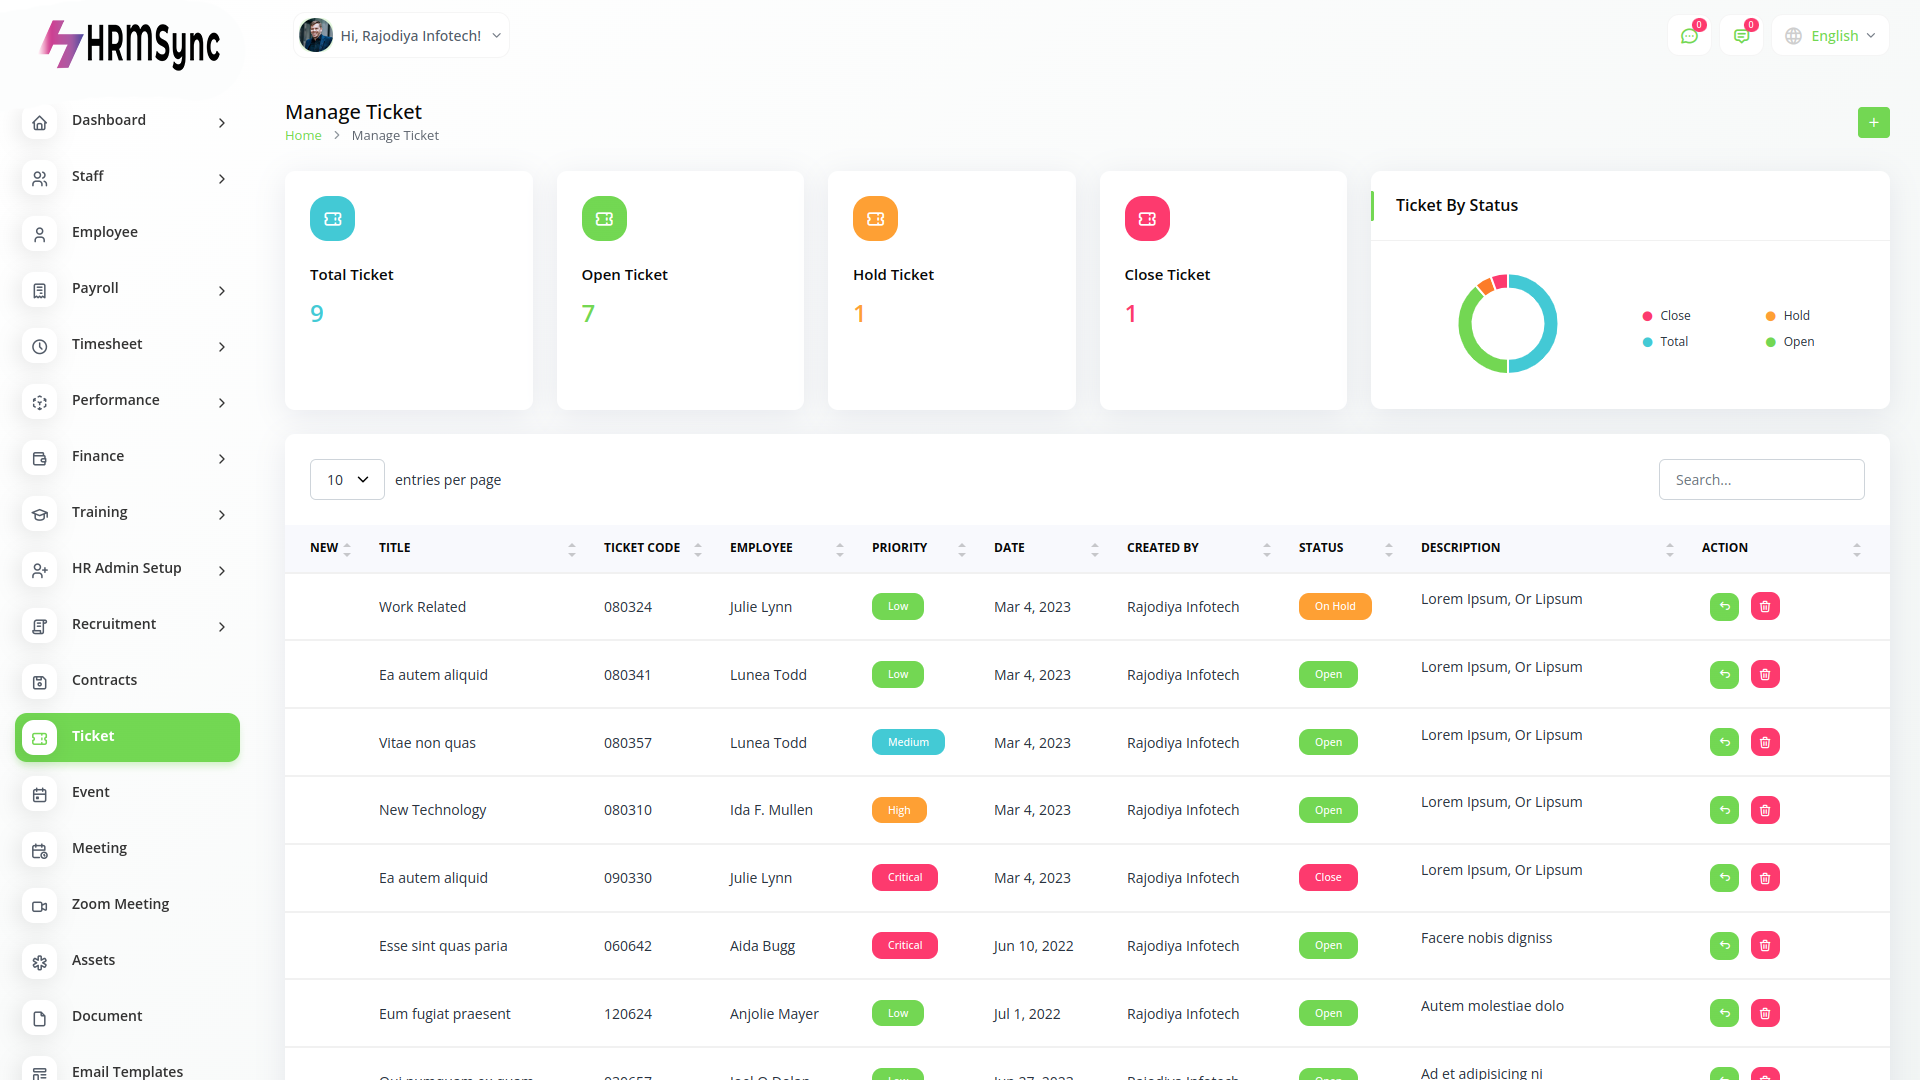 HRMSync
Hi, Rajodiya Infotech!
0
0
English
Dashboard
Staff
Employee
Payroll
Timesheet
Performance
Finance
Training
HR Admin Setup
Recruitment
Contracts
Ticket
Event
Meeting
Zoom Meeting
Assets
Document
Email Templates
Manage Ticket
Home > Manage Ticket
+
Total Ticket
9
Open Ticket
7
Hold Ticket
1
Close Ticket
1
Ticket By Status
Close Hold
Total Open
10 entries per page
Search...
NEW TITLE TICKET CODE EMPLOYEE PRIORITY DATE CREATED BY STATUS DESCRIPTION ACTION
Work Related 080324 Julie Lynn Low Mar 4, 2023 Rajodiya Infotech On Hold Lorem Ipsum, Or Lipsum
Ea autem aliquid 080341 Lunea Todd Low Mar 4, 2023 Rajodiya Infotech Open Lorem Ipsum, Or Lipsum
Vitae non quas 080357 Lunea Todd Medium Mar 4, 2023 Rajodiya Infotech Open Lorem Ipsum, Or Lipsum
New Technology 080310 Ida F. Mullen High Mar 4, 2023 Rajodiya Infotech Open Lorem Ipsum, Or Lipsum
Ea autem aliquid 090330 Julie Lynn Critical Mar 4, 2023 Rajodiya Infotech Close Lorem Ipsum, Or Lipsum
Esse sint quas paria 060642 Aida Bugg Critical Jun 10, 2022 Rajodiya Infotech Open Facere nobis digniss
Eum fugiat praesent 120624 Anjolie Mayer Low Jul 1, 2022 Rajodiya Infotech Open Autem molestiae dolo
Rajodiya Infotech Ad et adipisicing ni